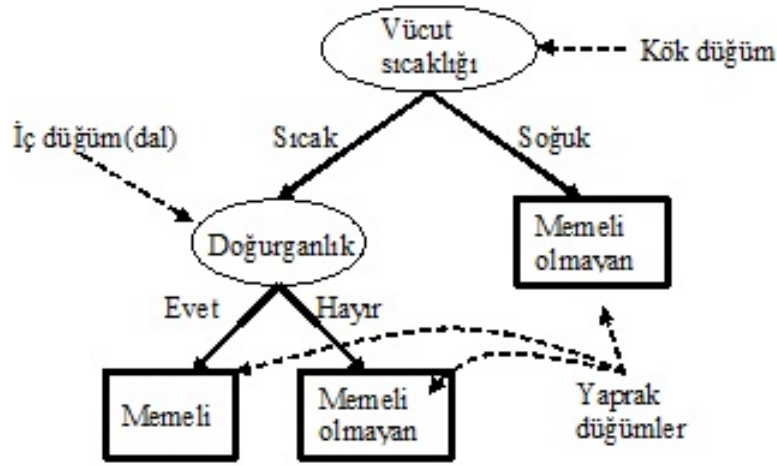 Vücut
sıcaklığı
Kök düğüm
İç düğüm(dal)
Sıcak
Soğuk
Doğurganlık
Memeli
olmayan
Evet
Hayır
Memeli
Memeli
olmayan
Yaprak
düğümler